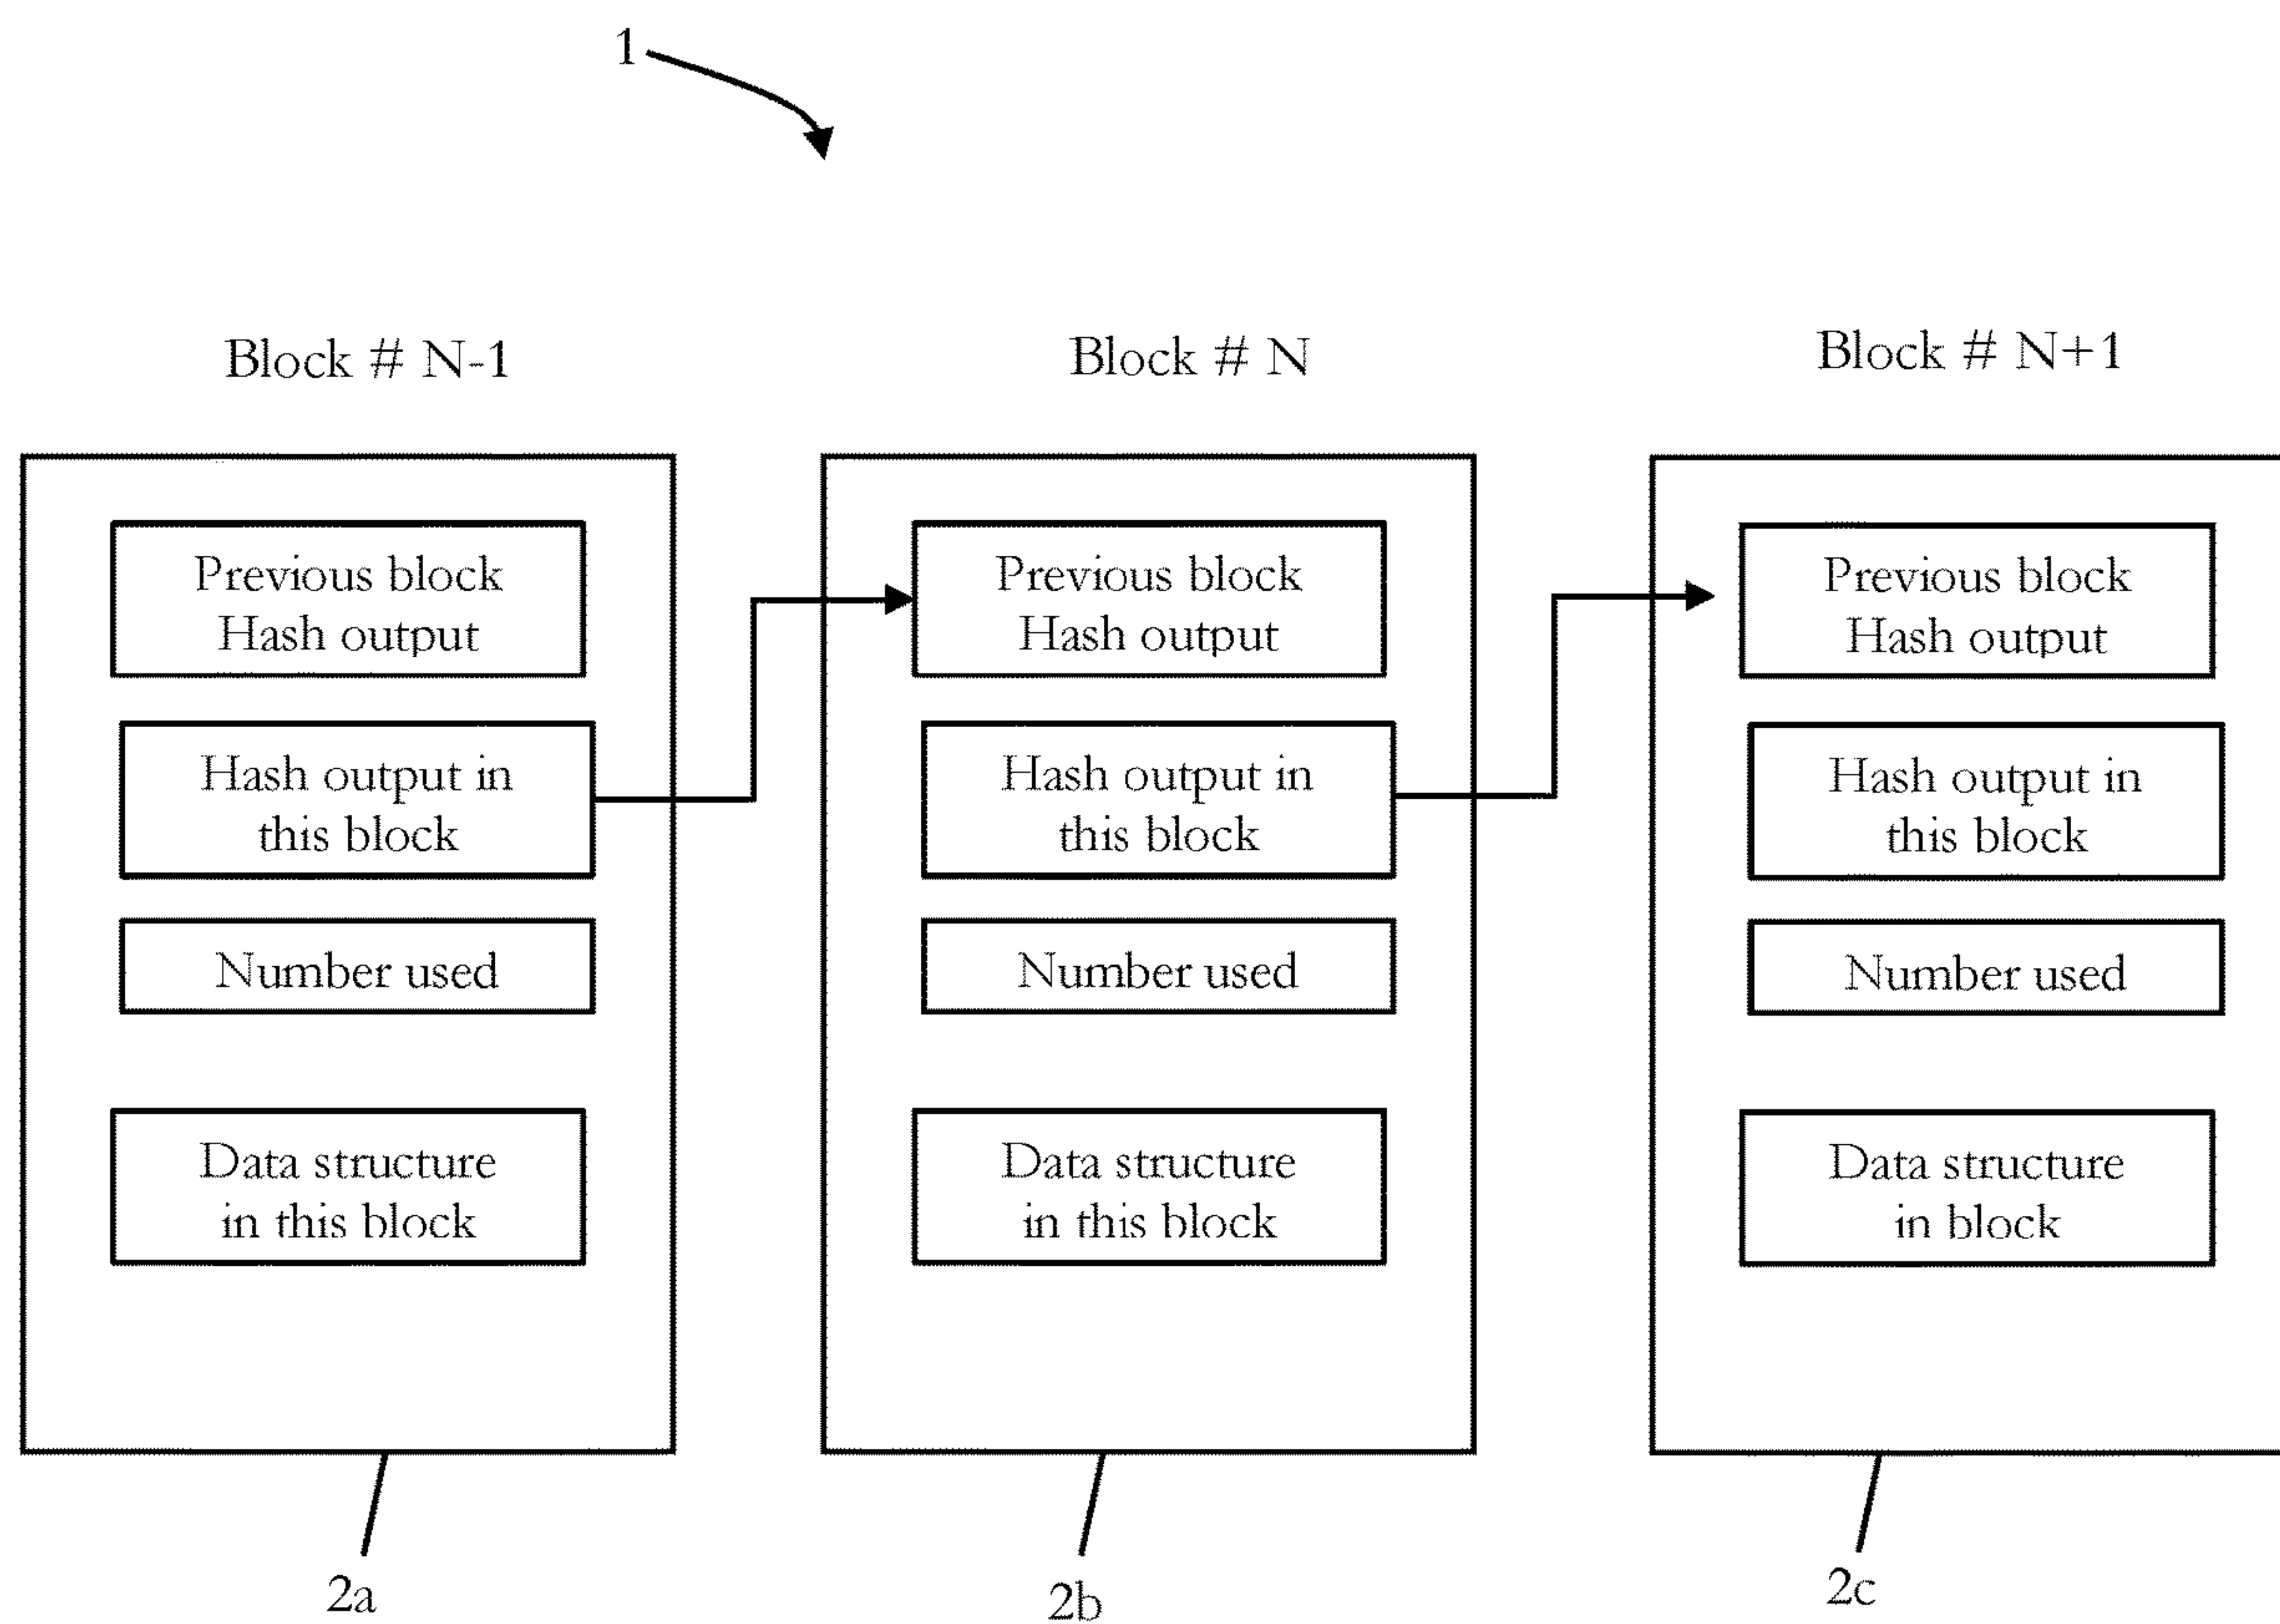 1
Block # N-1
Block # N
Block # N+1
Previous block
Hash output
Hash output in
this block
Number used
Data structure
in this block
Previous block
Hash output
Hash output in
this block
Number used
Data structure
in this block
Previous block
Hash output
Hash output in
this block
Number used
Data structure
in block
2a
2b
2c